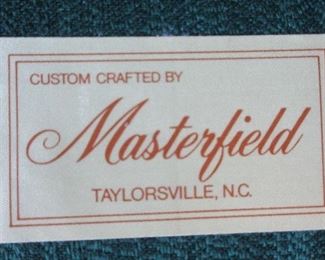 CUSTOM CRAFTED BY
Masterfield
TAYLORSVILLE, N.C.